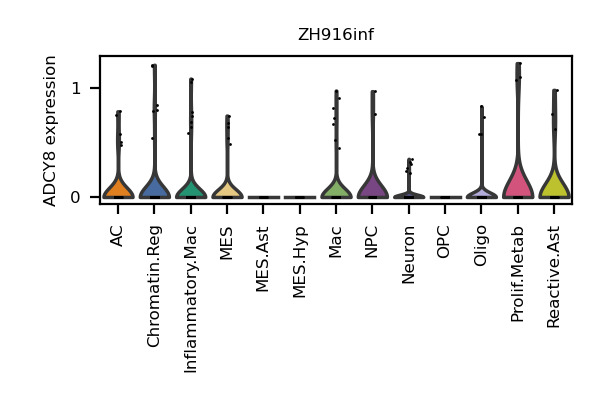 ZH916inf
ADCY8 expression
1
0
AC
Chromatin.Reg
Inflammatory.Mac
MES
MES.Ast
MES.Hyp
Mac
NPC
Neuron
OPC
Oligo
Prolif.Metab
Reactive.Ast